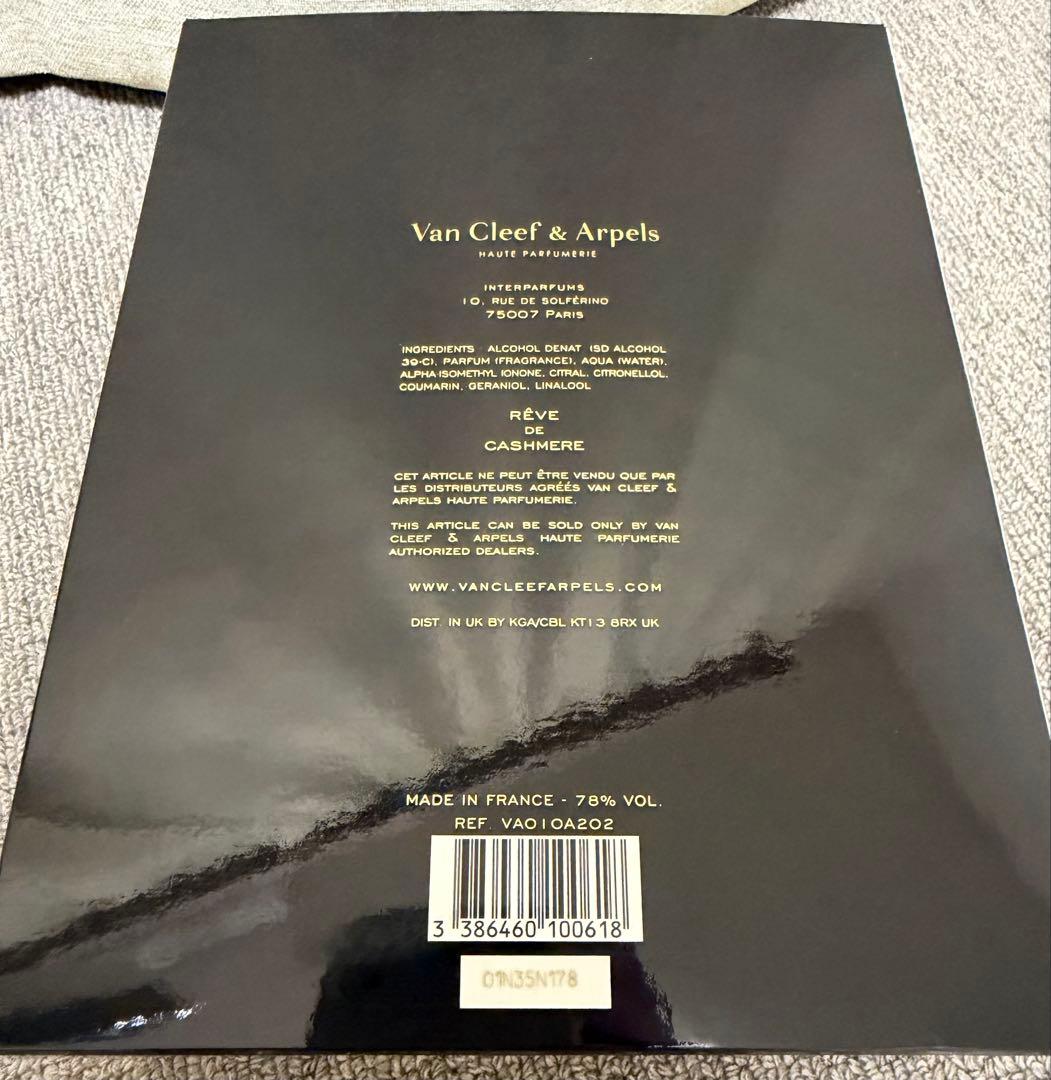 Van Cleef & Arpels
HAUTE PARFUMERIE
INTERPARFUMS
10, RUE DE SOLFÉRINO
75007 PARIS
INGREDIENTS : ALCOHOL DENAT. (SD ALCOHOL
39-C), PARFUM (FRAGRANCE), AQUA (WATER),
ALPHA-ISOMETHYL IONONE, CITRAL, CITRONELLOL,
COUMARIN, GERANIOL, LINALOOL
RÊVE
DE
CASHMERE
CET ARTICLE NE PEUT ÊTRE VENDU QUE PAR
LES DISTRIBUTEURS AGRÉÉS VAN CLEEF &
ARPELS HAUTE PARFUMERIE.
THIS ARTICLE CAN BE SOLD ONLY BY VAN
CLEEF & ARPELS HAUTE PARFUMERIE
AUTHORIZED DEALERS.
WWW.VANCLEEFARPELS.COM
DIST. IN UK BY KGA/CBL KT13 8RX UK
MADE IN FRANCE - 78% VOL.
REF. VA010A202
3 386460 100618
01N35N178